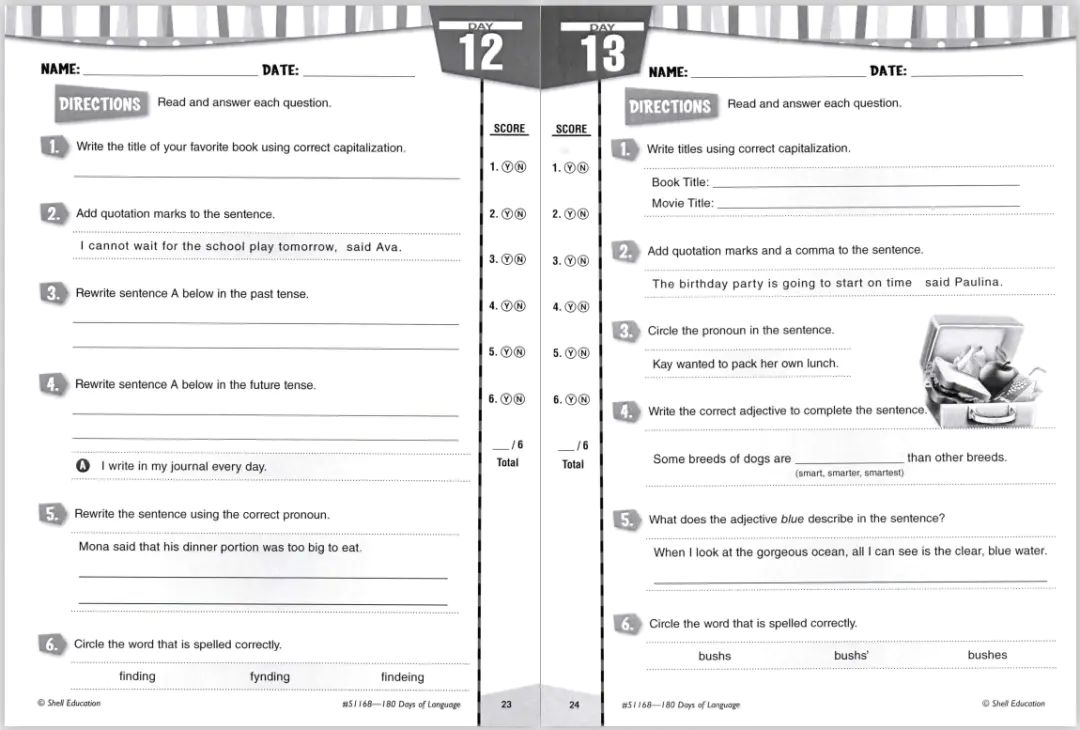 DAY
12
NAME: DATE:
DIRECTIONS Read and answer each question.
1. Write the title of your favorite book using correct capitalization.
2. Add quotation marks to the sentence.
I cannot wait for the school play tomorrow, said Ava.
3. Rewrite sentence A below in the past tense.
4. Rewrite sentence A below in the future tense.
A I write in my journal every day.
5. Rewrite the sentence using the correct pronoun.
Mona said that his dinner portion was too big to eat.
6. Circle the word that is spelled correctly.
finding fynding findeing
© Shell Education #51168—180 Days of Language 23
SCORE
1. Y N
2. Y N
3. Y N
4. Y N
5. Y N
6. Y N
__ / 6
Total
DAY
13
NAME: DATE:
DIRECTIONS Read and answer each question.
1. Write titles using correct capitalization.
Book Title:
Movie Title:
2. Add quotation marks and a comma to the sentence.
The birthday party is going to start on time said Paulina.
3. Circle the pronoun in the sentence.
Kay wanted to pack her own lunch.
4. Write the correct adjective to complete the sentence.
Some breeds of dogs are ____________ than other breeds.
(smart, smarter, smartest)
5. What does the adjective blue describe in the sentence?
When I look at the gorgeous ocean, all I can see is the clear, blue water.
6. Circle the word that is spelled correctly.
bushs bushs' bushes
SCORE
1. Y N
2. Y N
3. Y N
4. Y N
5. Y N
6. Y N
__ / 6
Total
24 #51168—180 Days of Language © Shell Education